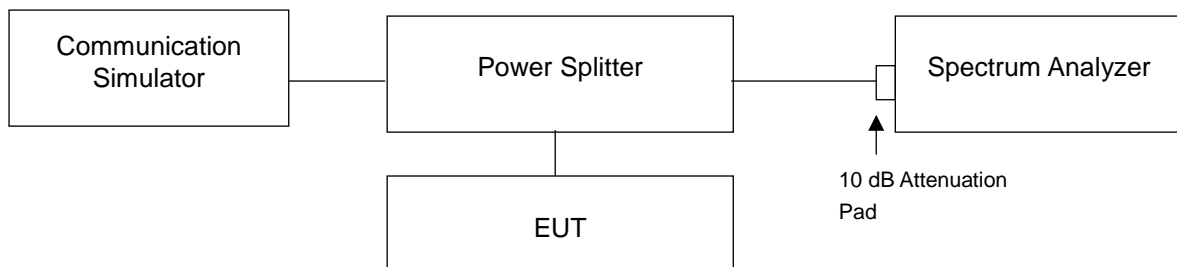 Communication
Simulator
Power Splitter
Spectrum Analyzer
10 dB Attenuation
Pad
EUT